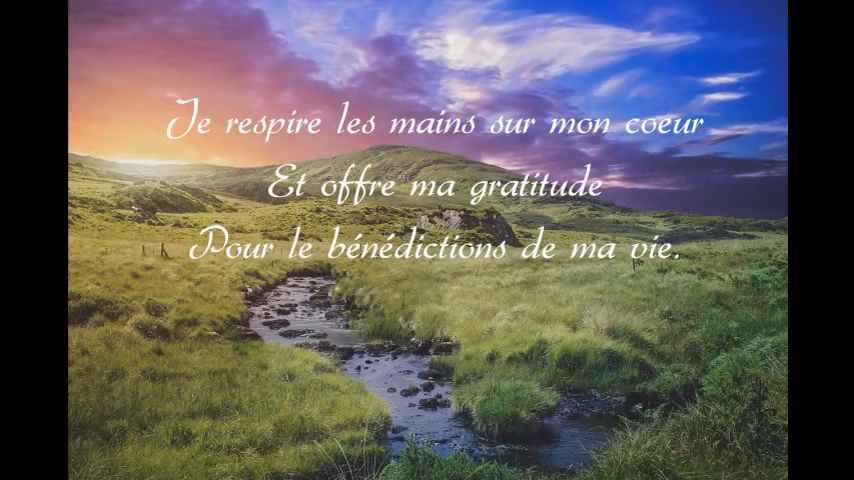 Je respire les mains sur mon coeur
Et offre ma gratitude
Pour le bénédictions de ma vie.